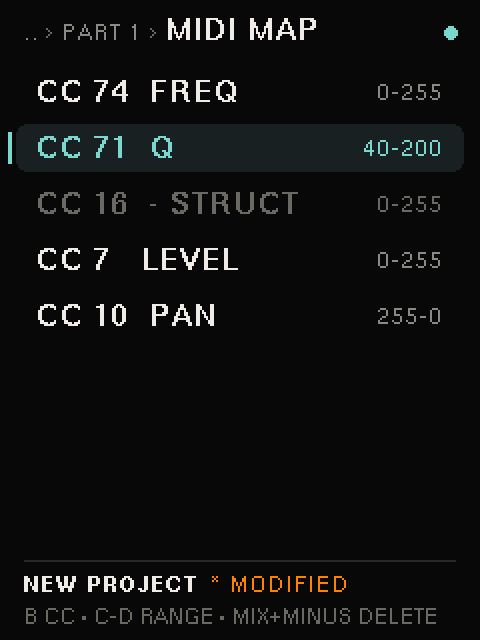 .. > PART 1 > MIDI MAP
CC 74 FREQ 0-255
CC 71 Q 40-200
CC 16 - STRUCT 0-255
CC 7 LEVEL 0-255
CC 10 PAN 255-0
NEW PROJECT * MODIFIED
B CC · C-D RANGE · MIX+MINUS DELETE